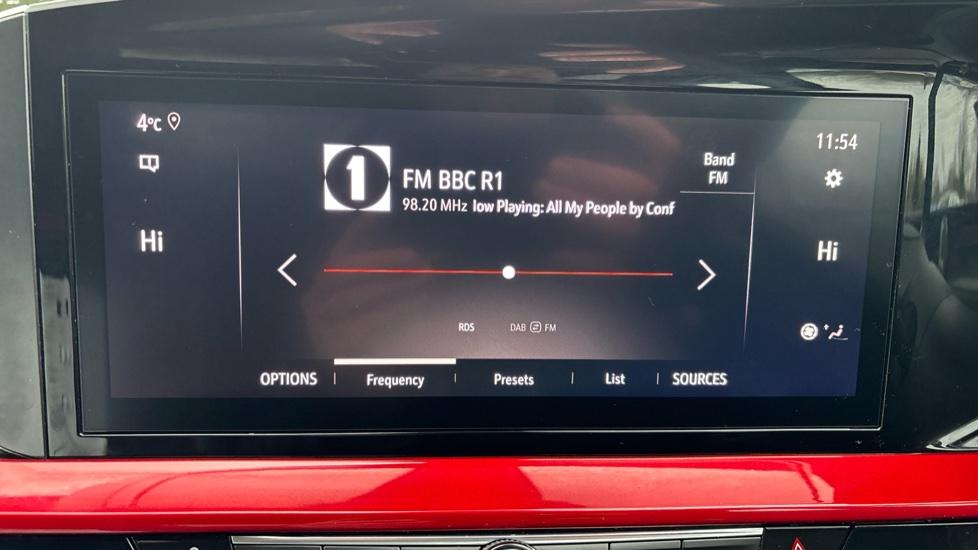 4°C
11:54
1
FM BBC R1
Band
FM
98.20 MHz low Playing: All My People by Conf
Hi
Hi
RDS
DAB FM
OPTIONS
Frequency
Presets
List
SOURCES